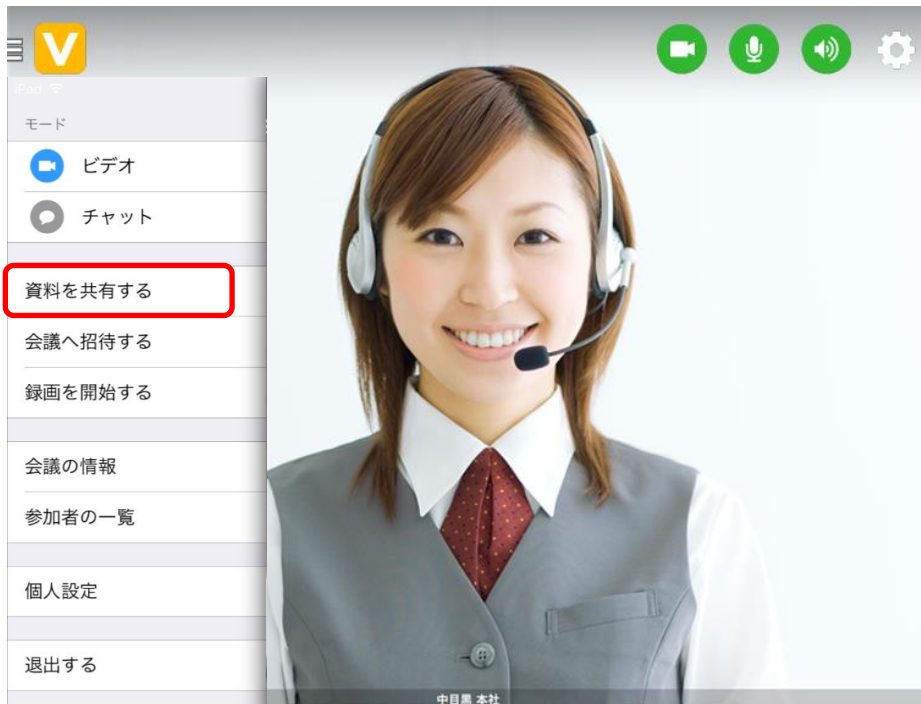 V
iPad
モード
ビデオ
チャット
資料を共有する
会議へ招待する
録画を開始する
会議の情報
参加者の一覧
個人設定
退出する
中目黒 本社